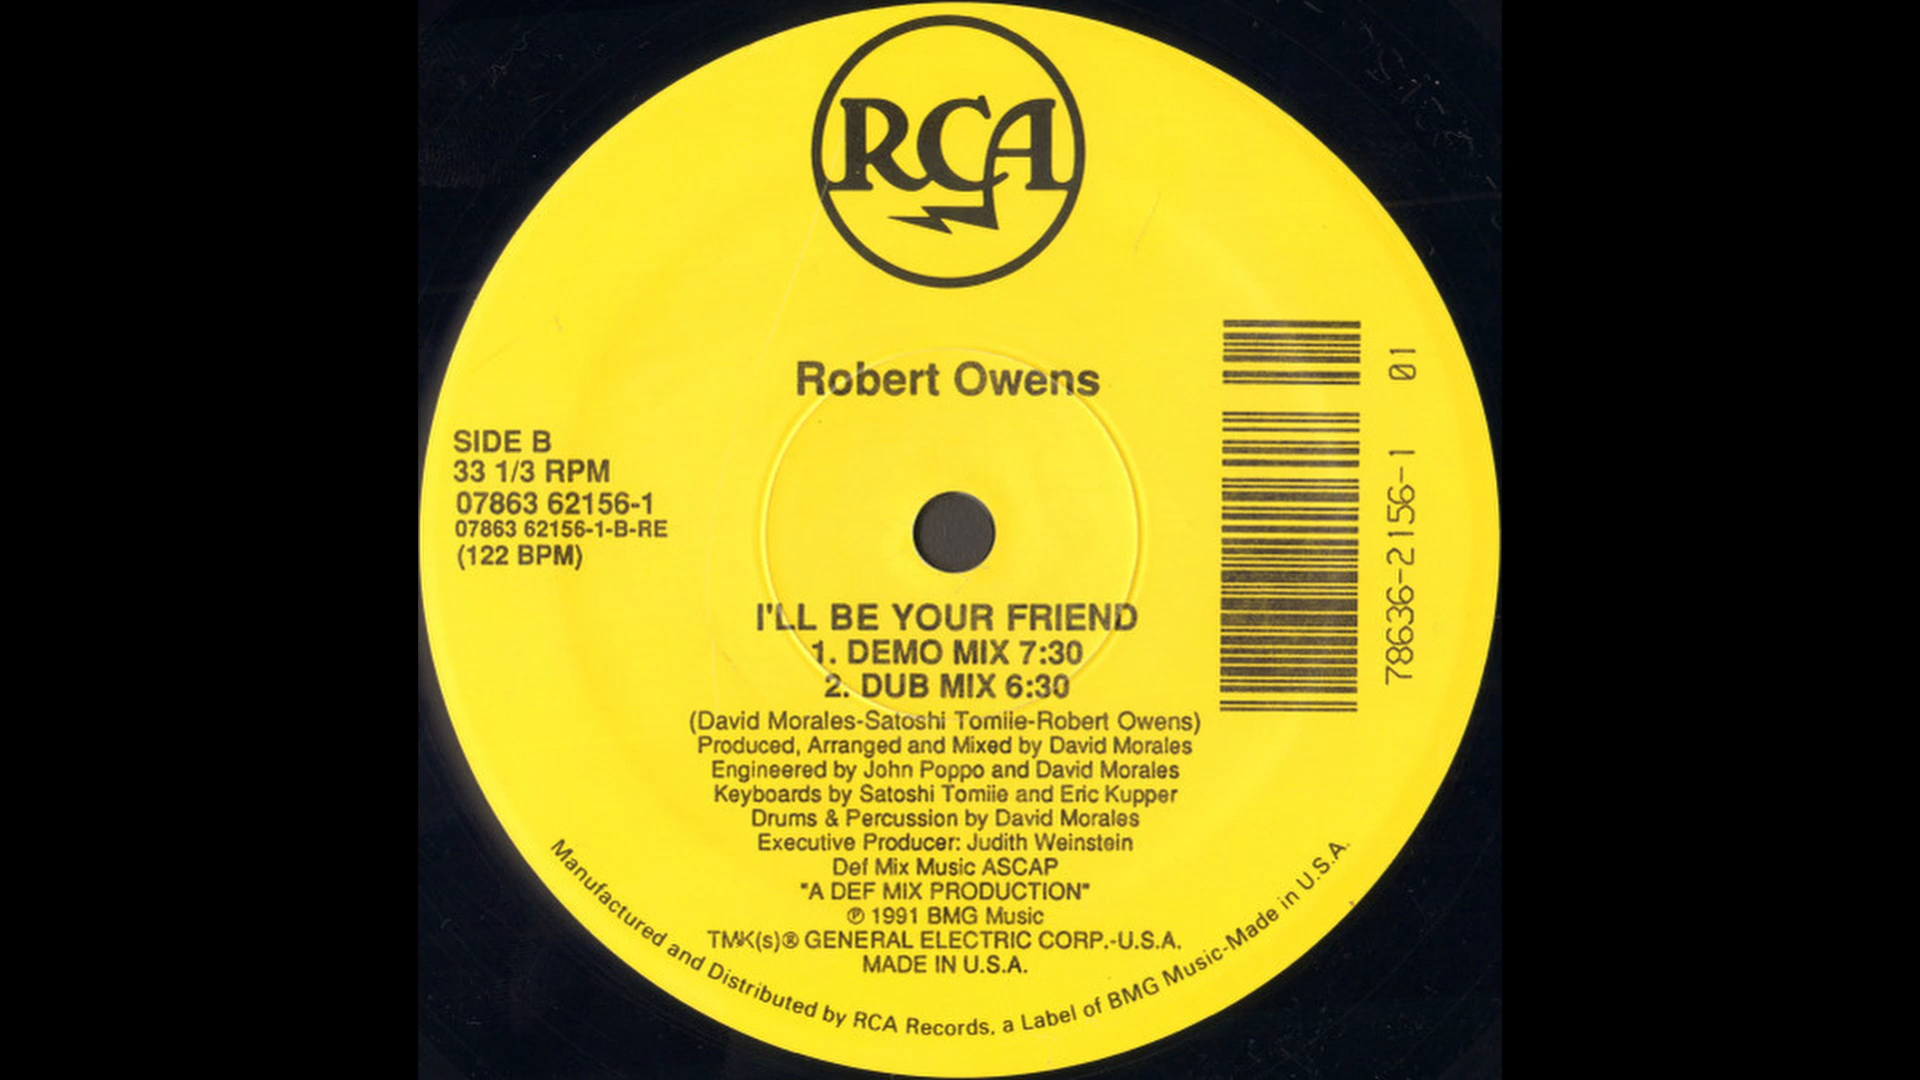 RCA
Robert Owens
SIDE B
33 1/3 RPM
07863 62156-1
07863 62156-1-B-RE
(122 BPM)
01
78636-2156-1
I'LL BE YOUR FRIEND
1. DEMO MIX 7:30
2. DUB MIX 6:30
(David Morales-Satoshi Tomiie-Robert Owens)
Produced, Arranged and Mixed by David Morales
Engineered by John Poppo and David Morales
Keyboards by Satoshi Tomiie and Eric Kupper
Drums & Percussion by David Morales
Executive Producer: Judith Weinstein
Def Mix Music ASCAP
"A DEF MIX PRODUCTION"
℗ 1991 BMG Music
TMK(s)® GENERAL ELECTRIC CORP.-U.S.A.
MADE IN U.S.A.
Manufactured and Distributed by RCA Records, a Label of BMG Music-Made in U.S.A.